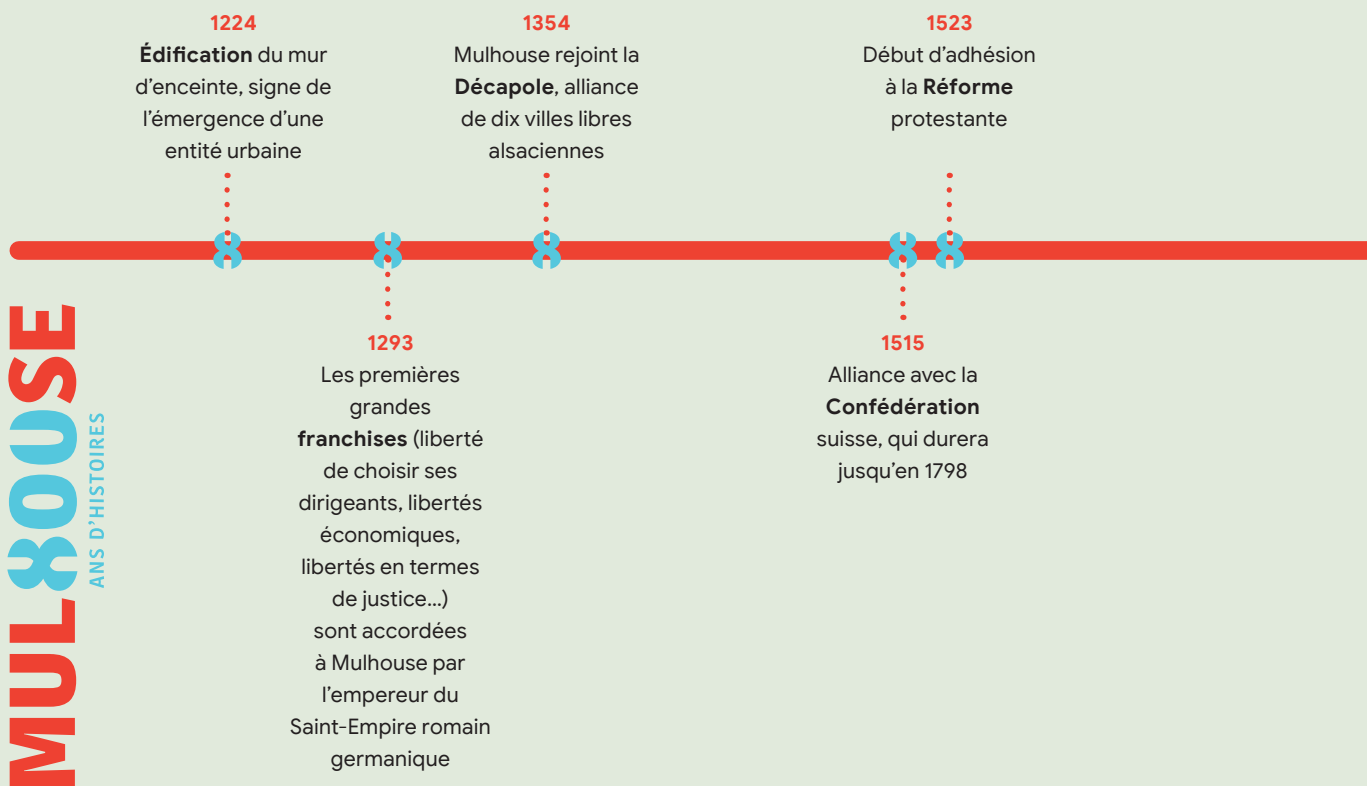 1224
Édification du mur
d'enceinte, signe de
l'émergence d'une
entité urbaine
1354
Mulhouse rejoint la
Décapole, alliance
de dix villes libres
alsaciennes
1523
Début d'adhésion
à la Réforme
protestante
1293
Les premières
grandes
franchises (liberté
de choisir ses
dirigeants, libertés
économiques,
libertés en termes
de justice...)
sont accordées
à Mulhouse par
l'empereur du
Saint-Empire romain
germanique
1515
Alliance avec la
Confédération
suisse, qui durera
jusqu'en 1798
MUL800USE
ANS D'HISTOIRES